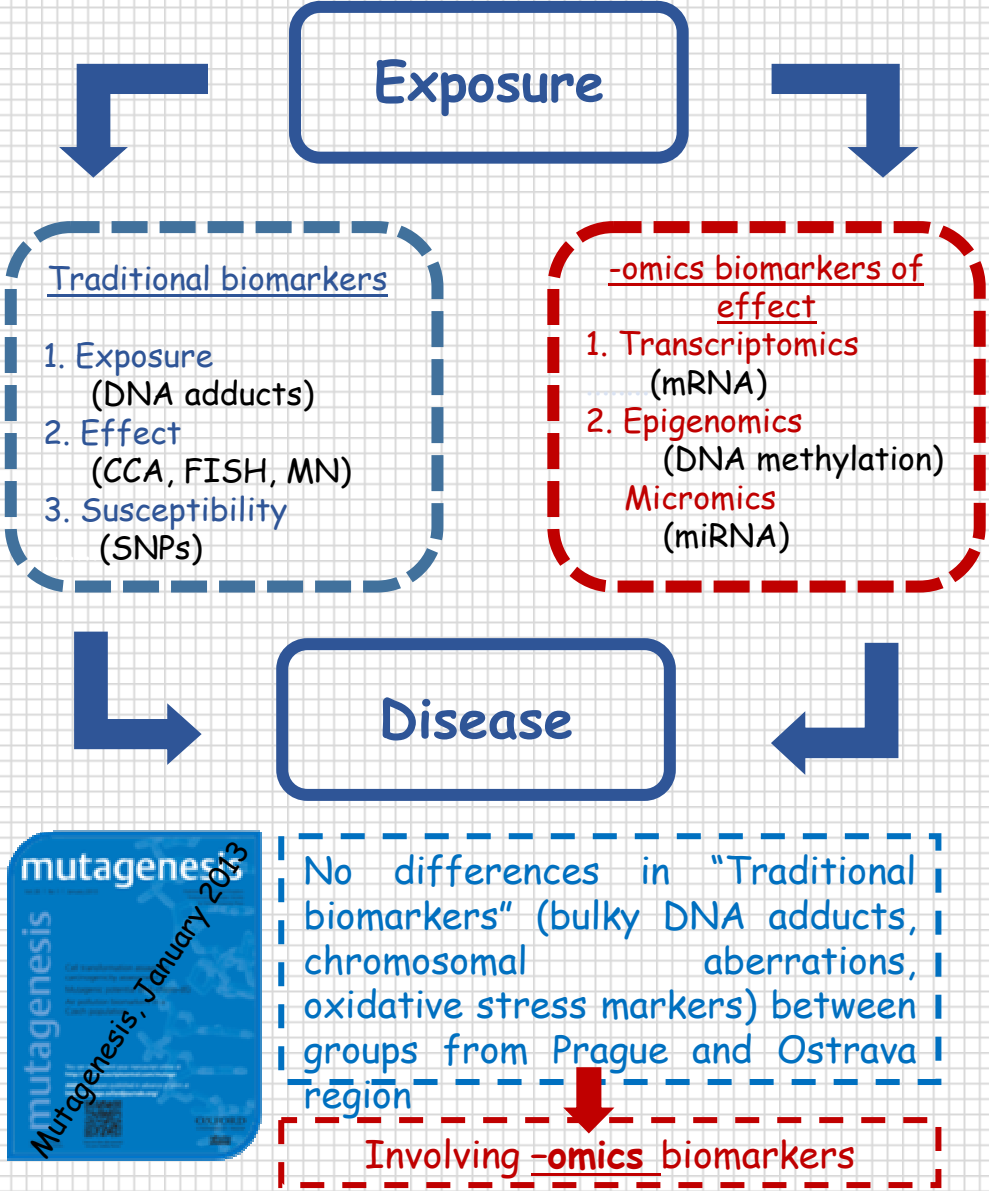 Exposure
Traditional biomarkers
1. Exposure
(DNA adducts)
2. Effect
(CCA, FISH, MN)
3. Susceptibility
(SNPs)
-omics biomarkers of
effect
1. Transcriptomics
(mRNA)
2. Epigenomics
(DNA methylation)
Micromics
(miRNA)
Disease
mutagenesis
mutagenesis
Mutagenesis, January 2013
No differences in “Traditional
biomarkers” (bulky DNA adducts,
chromosomal aberrations,
oxidative stress markers) between
groups from Prague and Ostrava
region
Involving -omics biomarkers